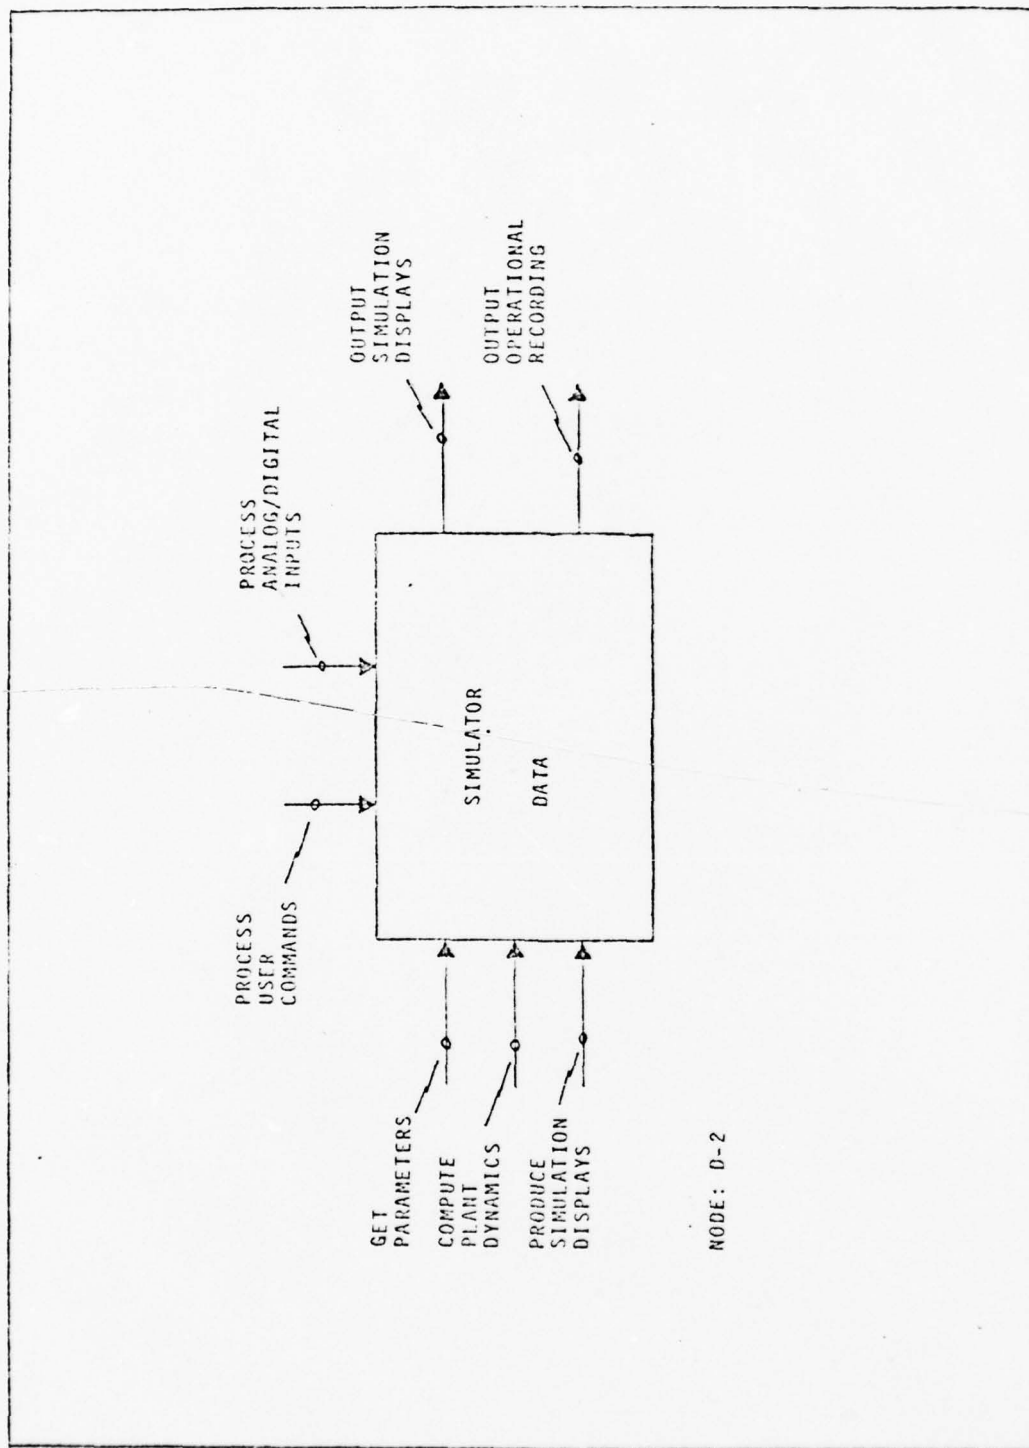 PROCESS
USER
COMMANDS
PROCESS
ANALOG/DIGITAL
INPUTS
GET
PARAMETERS
COMPUTE
PLANT
DYNAMICS
PRODUCE
SIMULATION
DISPLAYS
SIMULATOR
DATA
OUTPUT
SIMULATION
DISPLAYS
OUTPUT
OPERATIONAL
RECORDING
NODE: D-2